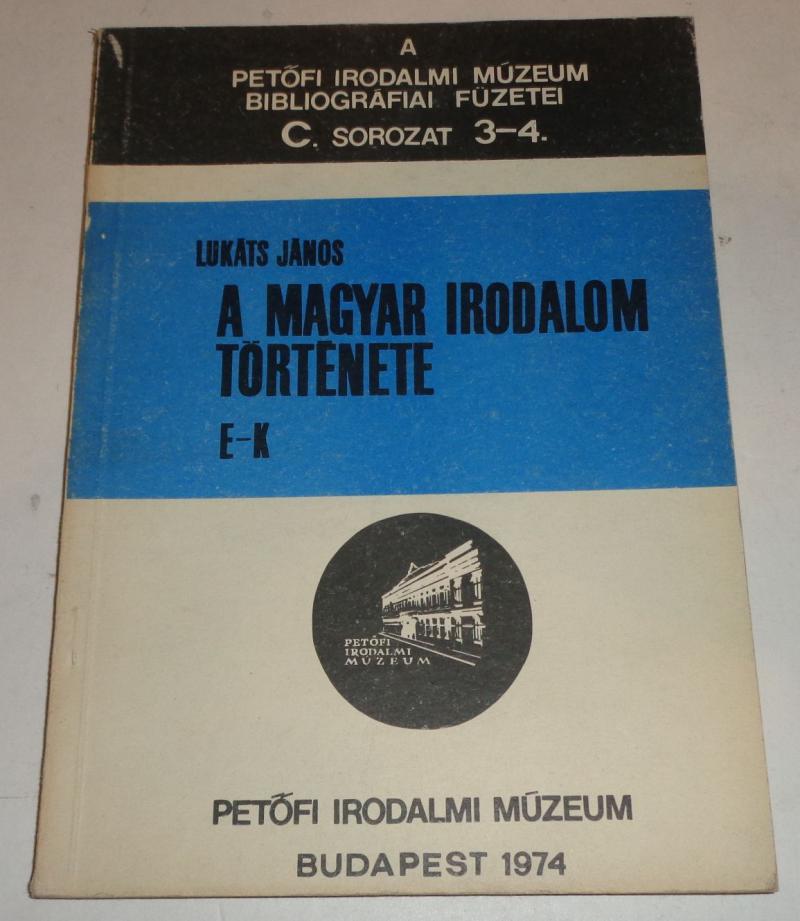 A
PETŐFI IRODALMI MÚZEUM
BIBLIOGRÁFIAI FÜZETEI
C. SOROZAT 3-4.
LUKÁTS JÁNOS
A MAGYAR IRODALOM
TÖRTÉNETE
E-K
PETŐFI
IRODALMI
MÚZEUM
PETŐFI IRODALMI MÚZEUM
BUDAPEST 1974